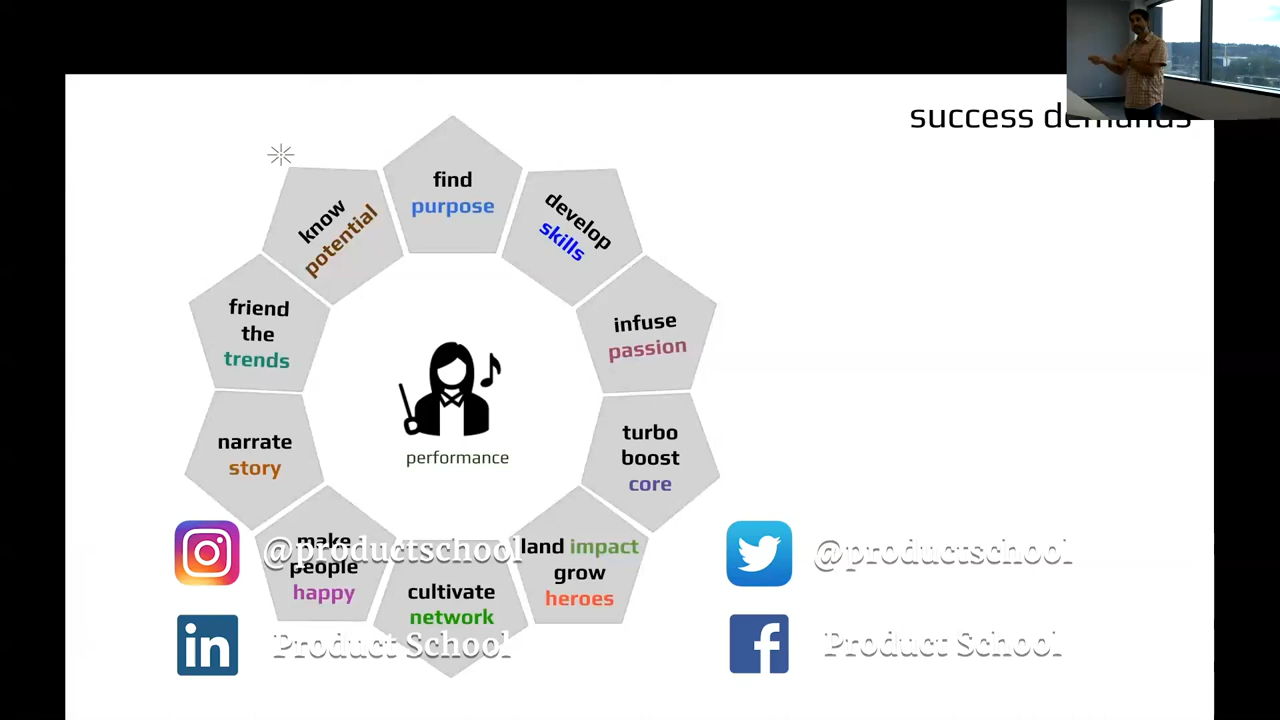 success demands
find
purpose
develop
skills
infuse
passion
turbo
boost
core
land impact
grow
heroes
cultivate
network
make
people
happy
narrate
story
friend
the
trends
know
potential
performance
@productschool
@productschool
Product School
Product School